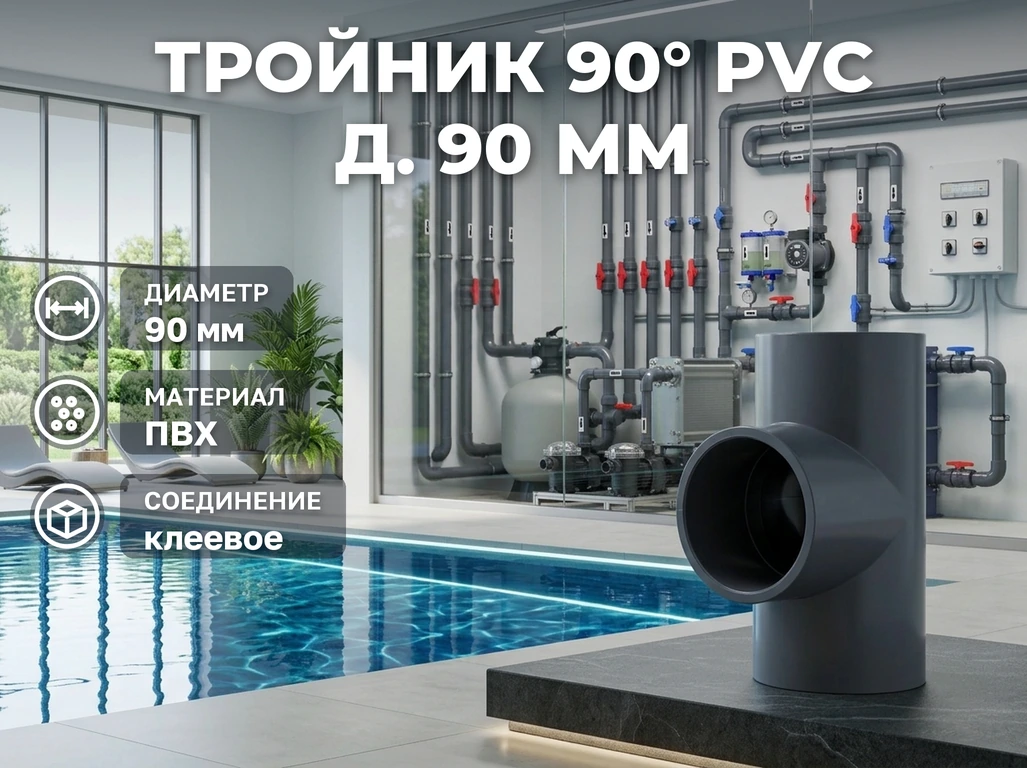 ТРОЙНИК 90° PVC
Д. 90 ММ
ДИАМЕТР
90 мм
МАТЕРИАЛ
ПВХ
СОЕДИНЕНИЕ
клеевое